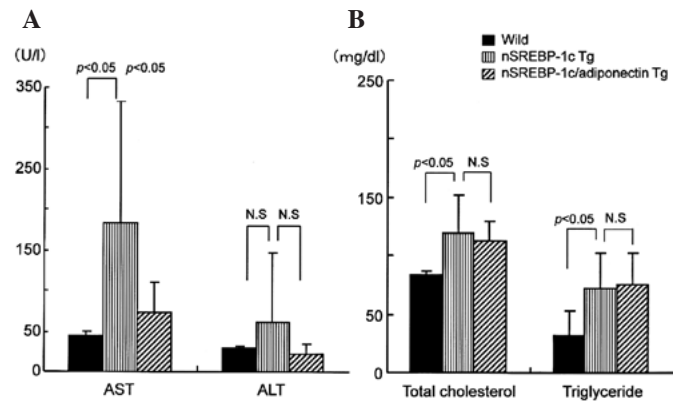 A
(U/l)
350
250
150
50
0
p<0.05 p<0.05
N.S N.S
AST ALT
B
(mg/dl)
250
150
50
0
Wild
nSREBP-1c Tg
nSREBP-1c/adiponectin Tg
p<0.05 N.S
p<0.05 N.S
Total cholesterol Triglyceride